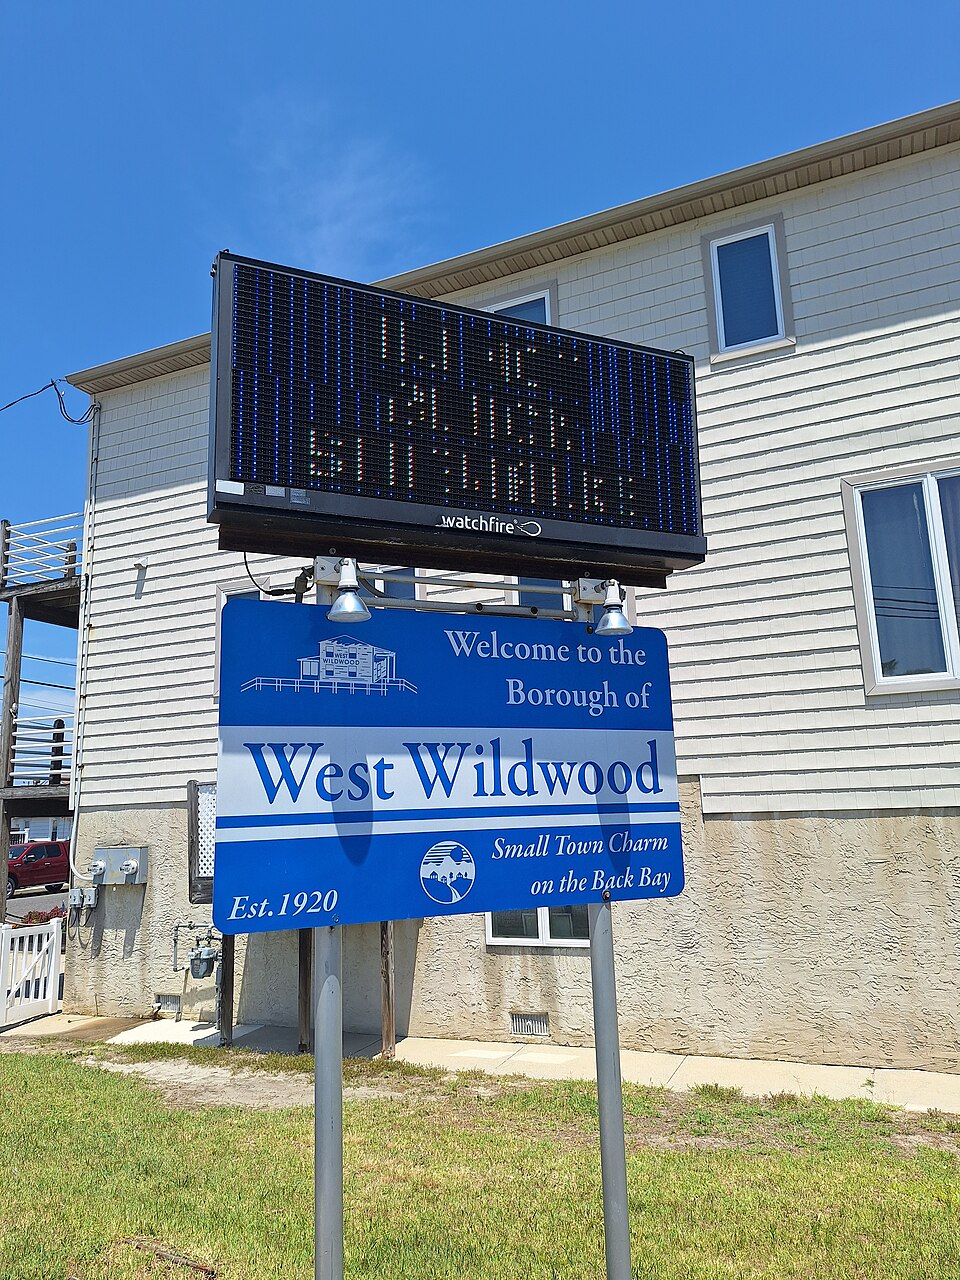 watchfire
WEST
WILDWOOD
Welcome to the
Borough of
West Wildwood
Small Town Charm
on the Back Bay
Est.1920